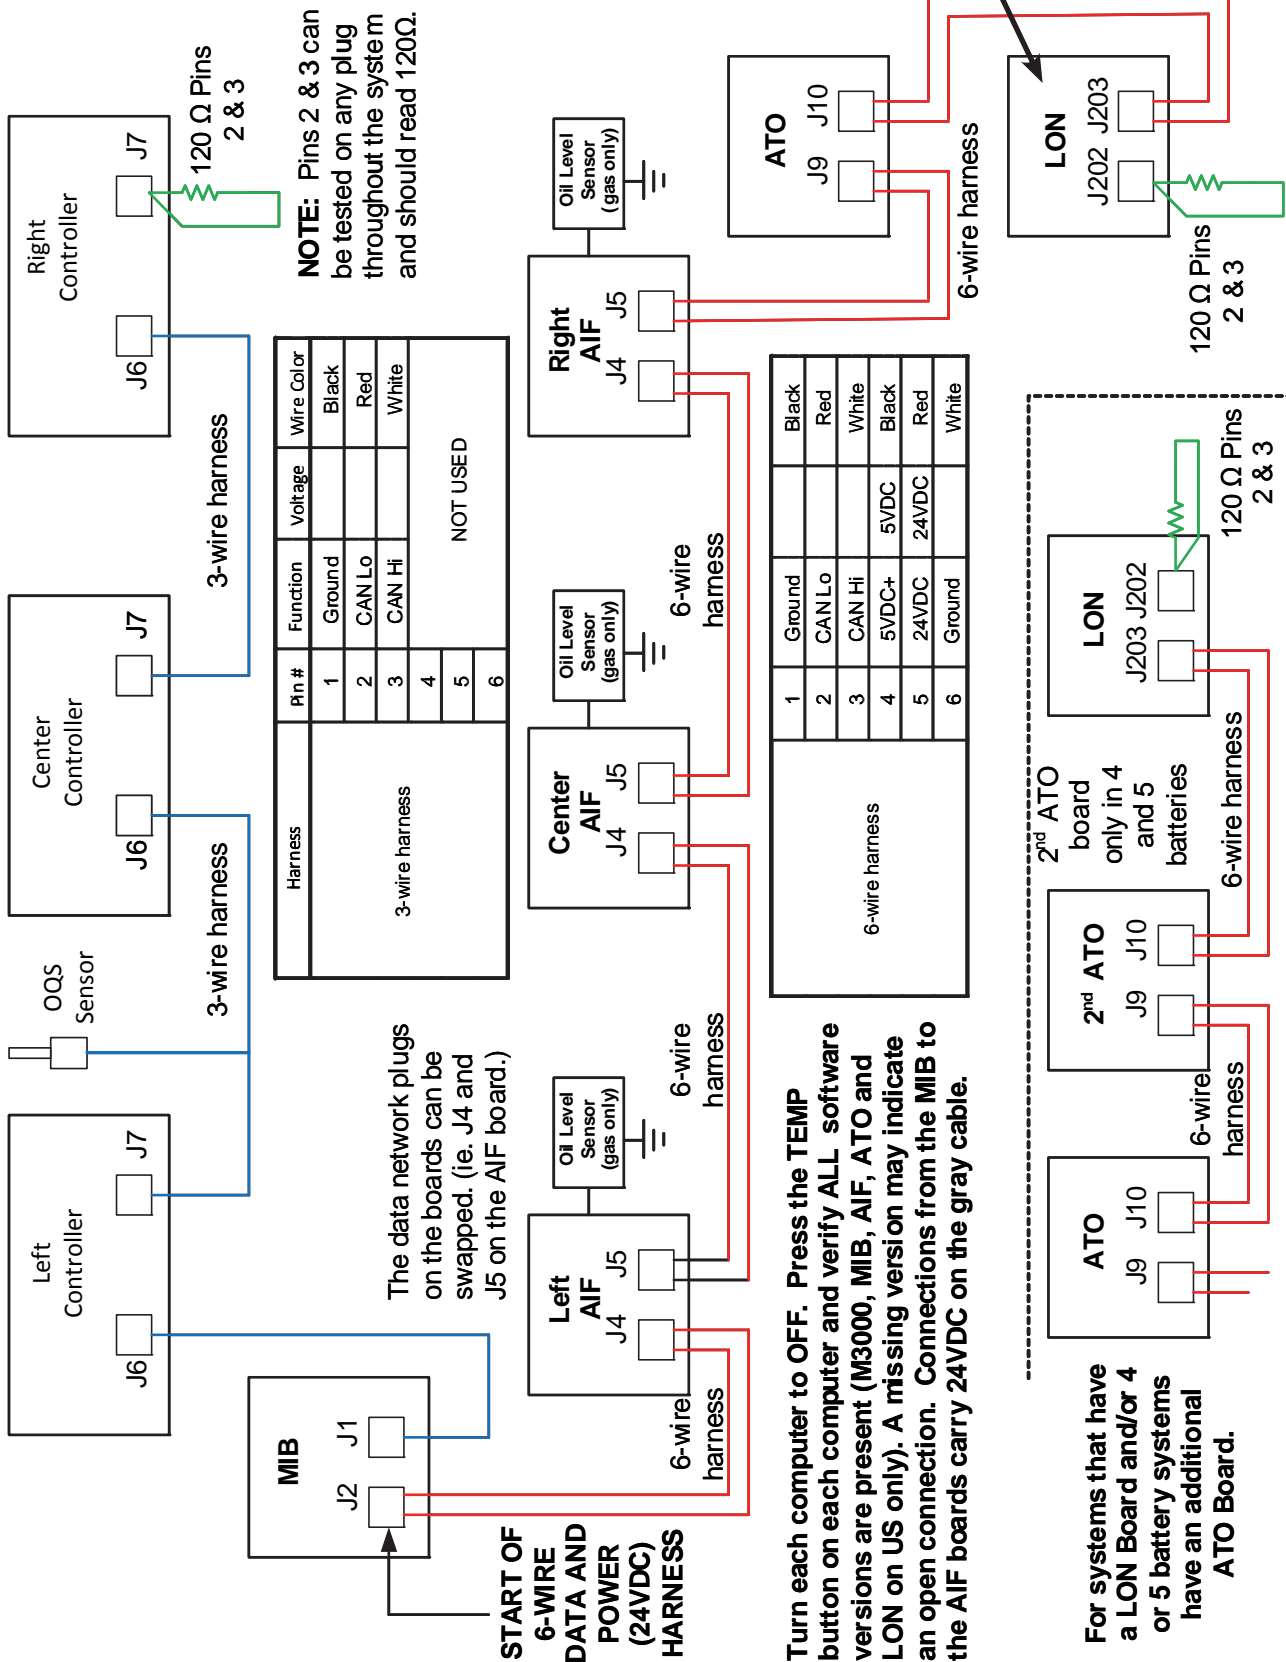 Left
Controller
J6
J7
OQS
Sensor
Center
Controller
J6
J7
Right
Controller
J6
J7
3-wire harness
3-wire harness
120 Ω Pins
2 & 3
NOTE: Pins 2 & 3 can
be tested on any plug
throughout the system
and should read 120Ω.
MIB
J2
J1
The data network plugs
on the boards can be
swapped. (ie. J4 and
J5 on the AIF board.)
Harness Pin # Function Voltage Wire Color
3-wire harness
1 Ground Black
2 CAN Lo Red
3 CAN Hi White
4
5
6
NOT USED
START OF
6-WIRE
DATA AND
POWER
(24VDC)
HARNESS
6-wire
harness
Left
AIF
J4
J5
Oil Level
Sensor
(gas only)
6-wire
harness
Center
AIF
J4
J5
Oil Level
Sensor
(gas only)
6-wire
harness
Right
AIF
J4
J5
Oil Level
Sensor
(gas only)
ATO
J9
J10
6-wire harness
LON
J202
J203
120 Ω Pins
2 & 3
6-wire harness
1 Ground Black
2 CAN Lo Red
3 CAN Hi White
4 5VDC+ 5VDC Black
5 24VDC 24VDC Red
6 Ground White
Turn each computer to OFF. Press the TEMP
button on each computer and verify ALL software
versions are present (M3000, MIB, AIF, ATO and
LON on US only). A missing version may indicate
an open connection. Connections from the MIB to
the AIF boards carry 24VDC on the gray cable.
For systems that have
a LON Board and/or 4
or 5 battery systems
have an additional
ATO Board.
ATO
J9
J10
6-wire
harness
2nd ATO
J9
J10
2nd ATO
board
only in 4
and 5
batteries
6-wire harness
LON
J203
J202
120 Ω Pins
2 & 3